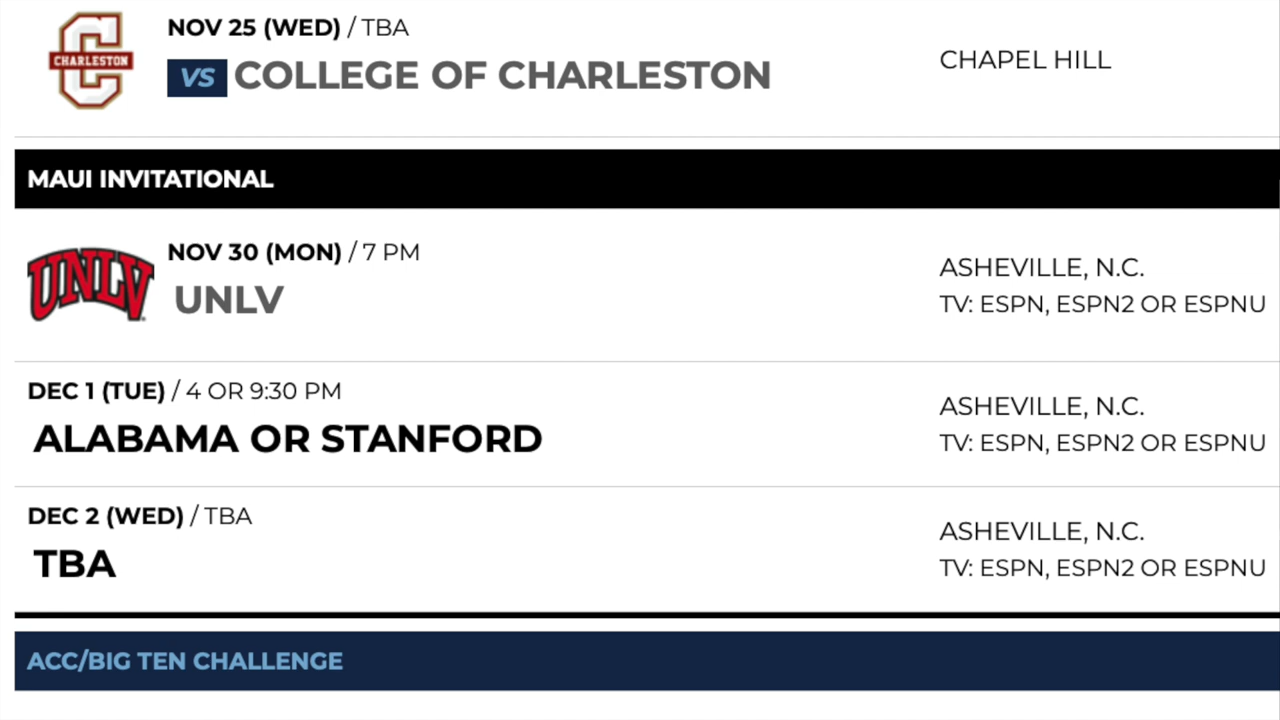 CHARLESTON
NOV 25 (WED) / TBA
VS COLLEGE OF CHARLESTON
CHAPEL HILL
MAUI INVITATIONAL
UNLV
NOV 30 (MON) / 7 PM
UNLV
ASHEVILLE, N.C.
TV: ESPN, ESPN2 OR ESPNU
DEC 1 (TUE) / 4 OR 9:30 PM
ALABAMA OR STANFORD
ASHEVILLE, N.C.
TV: ESPN, ESPN2 OR ESPNU
DEC 2 (WED) / TBA
TBA
ASHEVILLE, N.C.
TV: ESPN, ESPN2 OR ESPNU
ACC/BIG TEN CHALLENGE